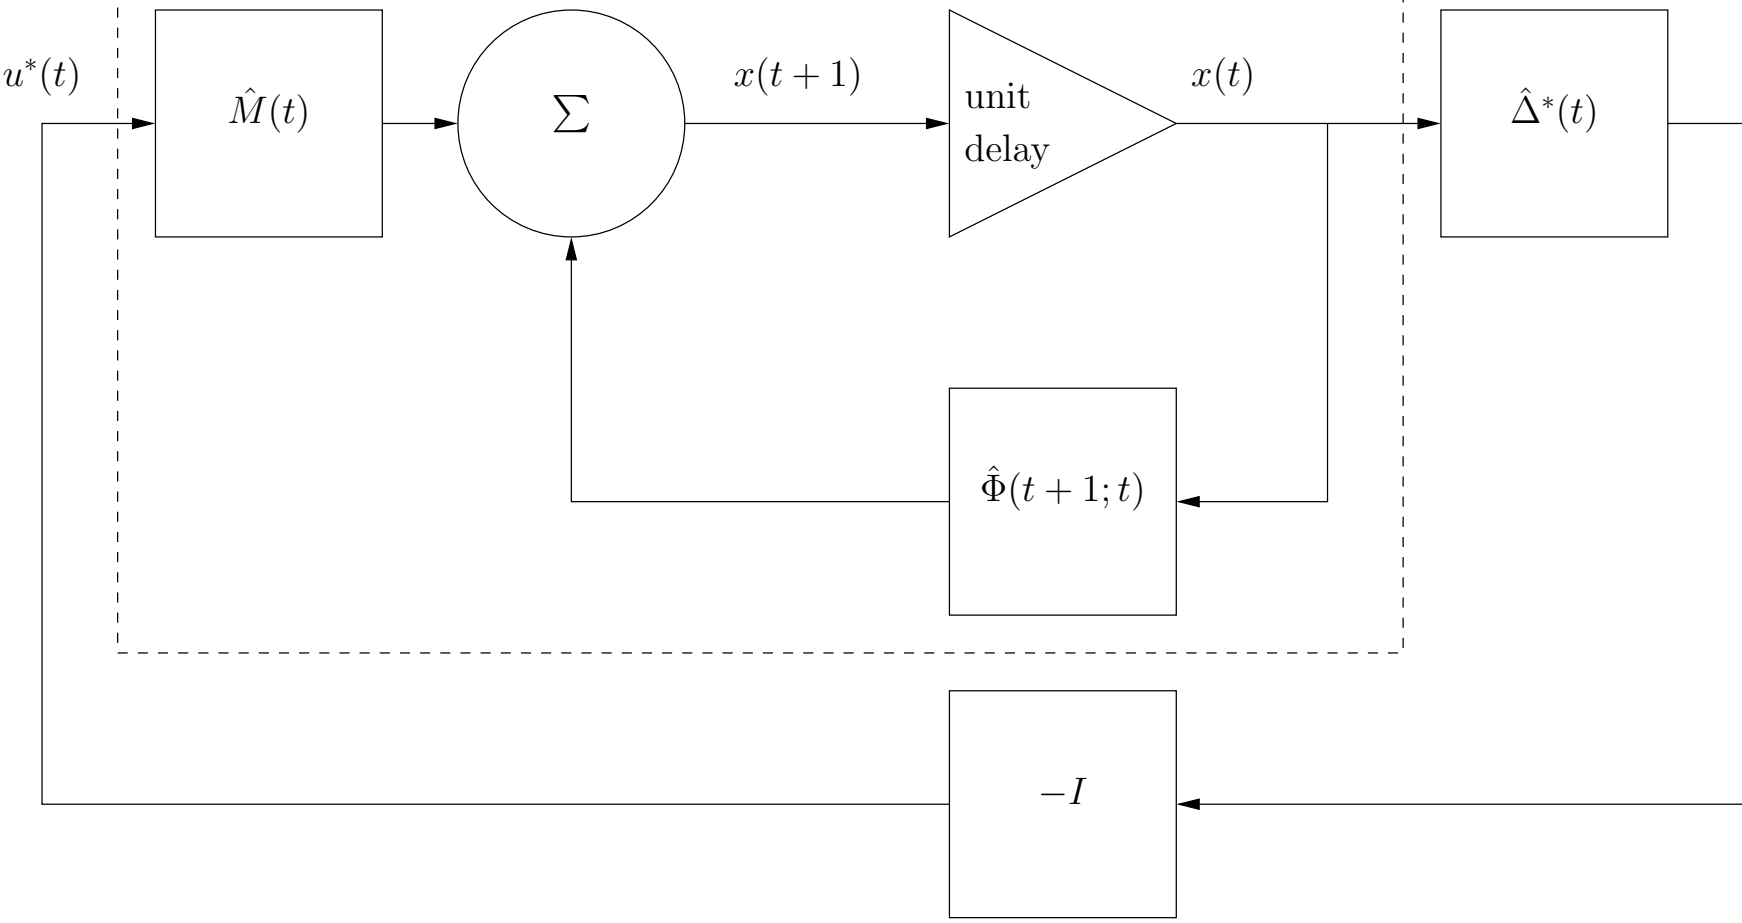 u*(t)
M̂(t)
∑
x(t + 1)
unit
delay
x(t)
Δ̂*(t)
Φ̂(t + 1; t)
−I